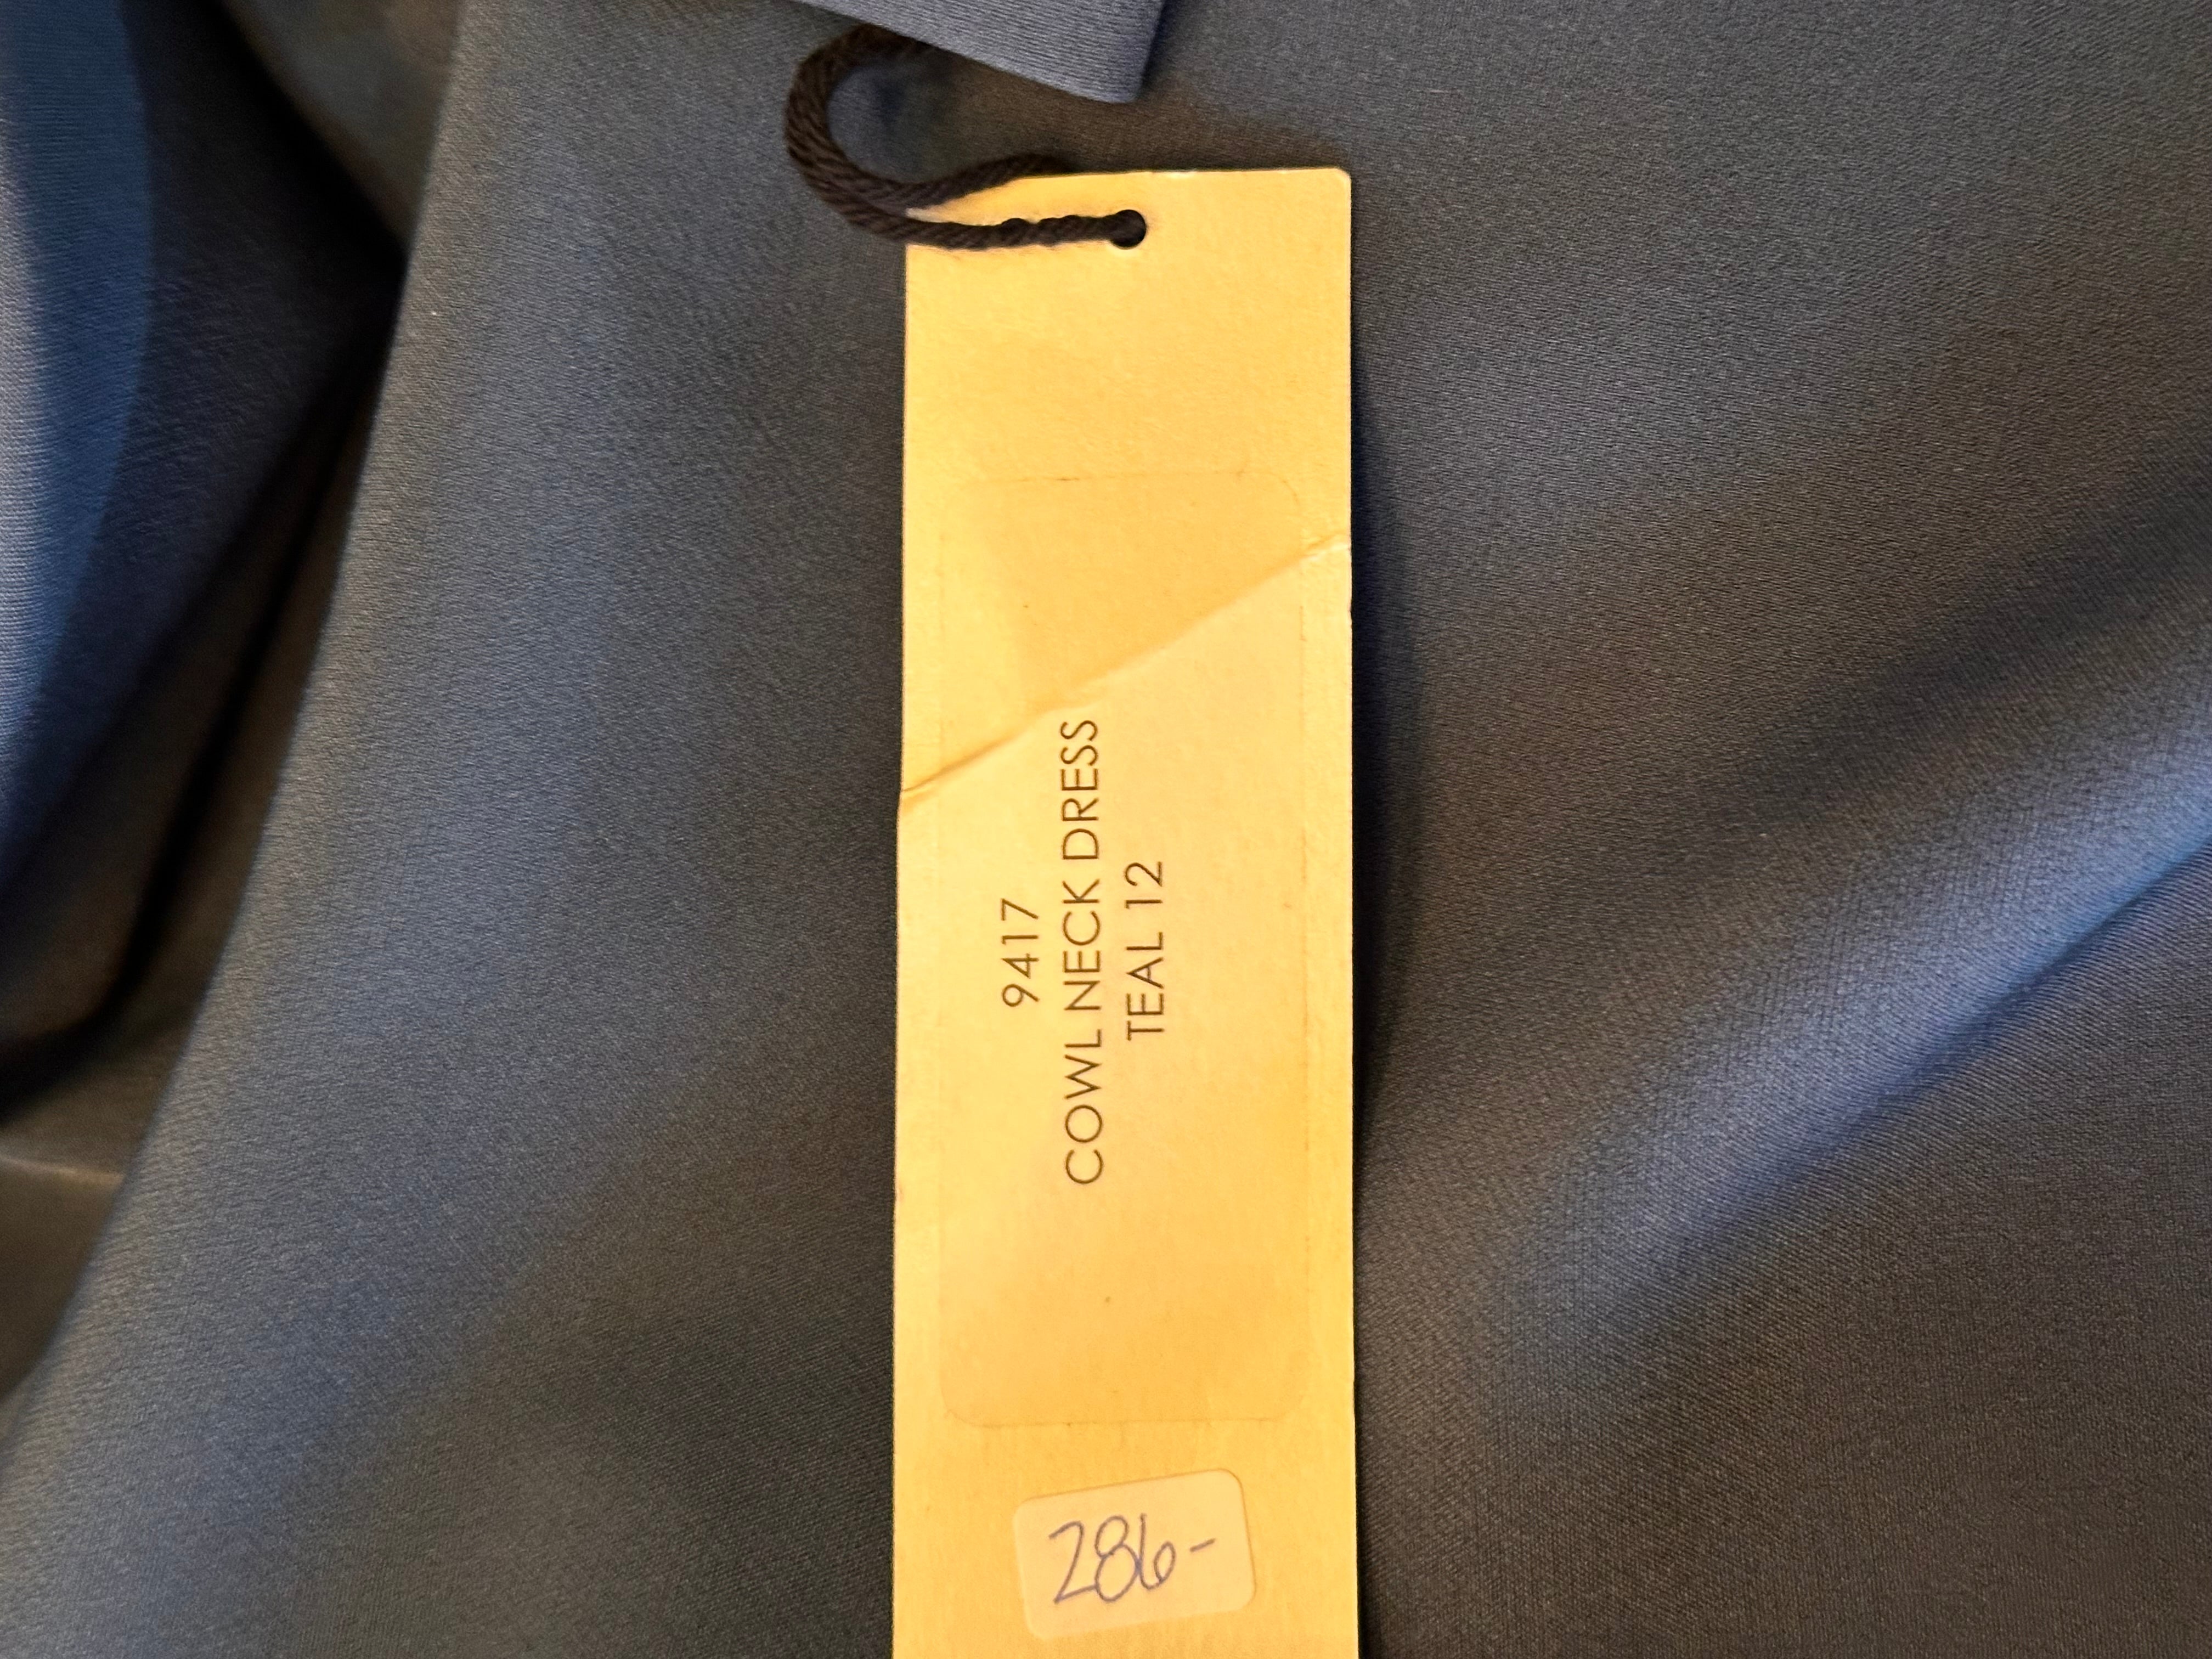 9417
COWL NECK DRESS
TEAL 12
286-